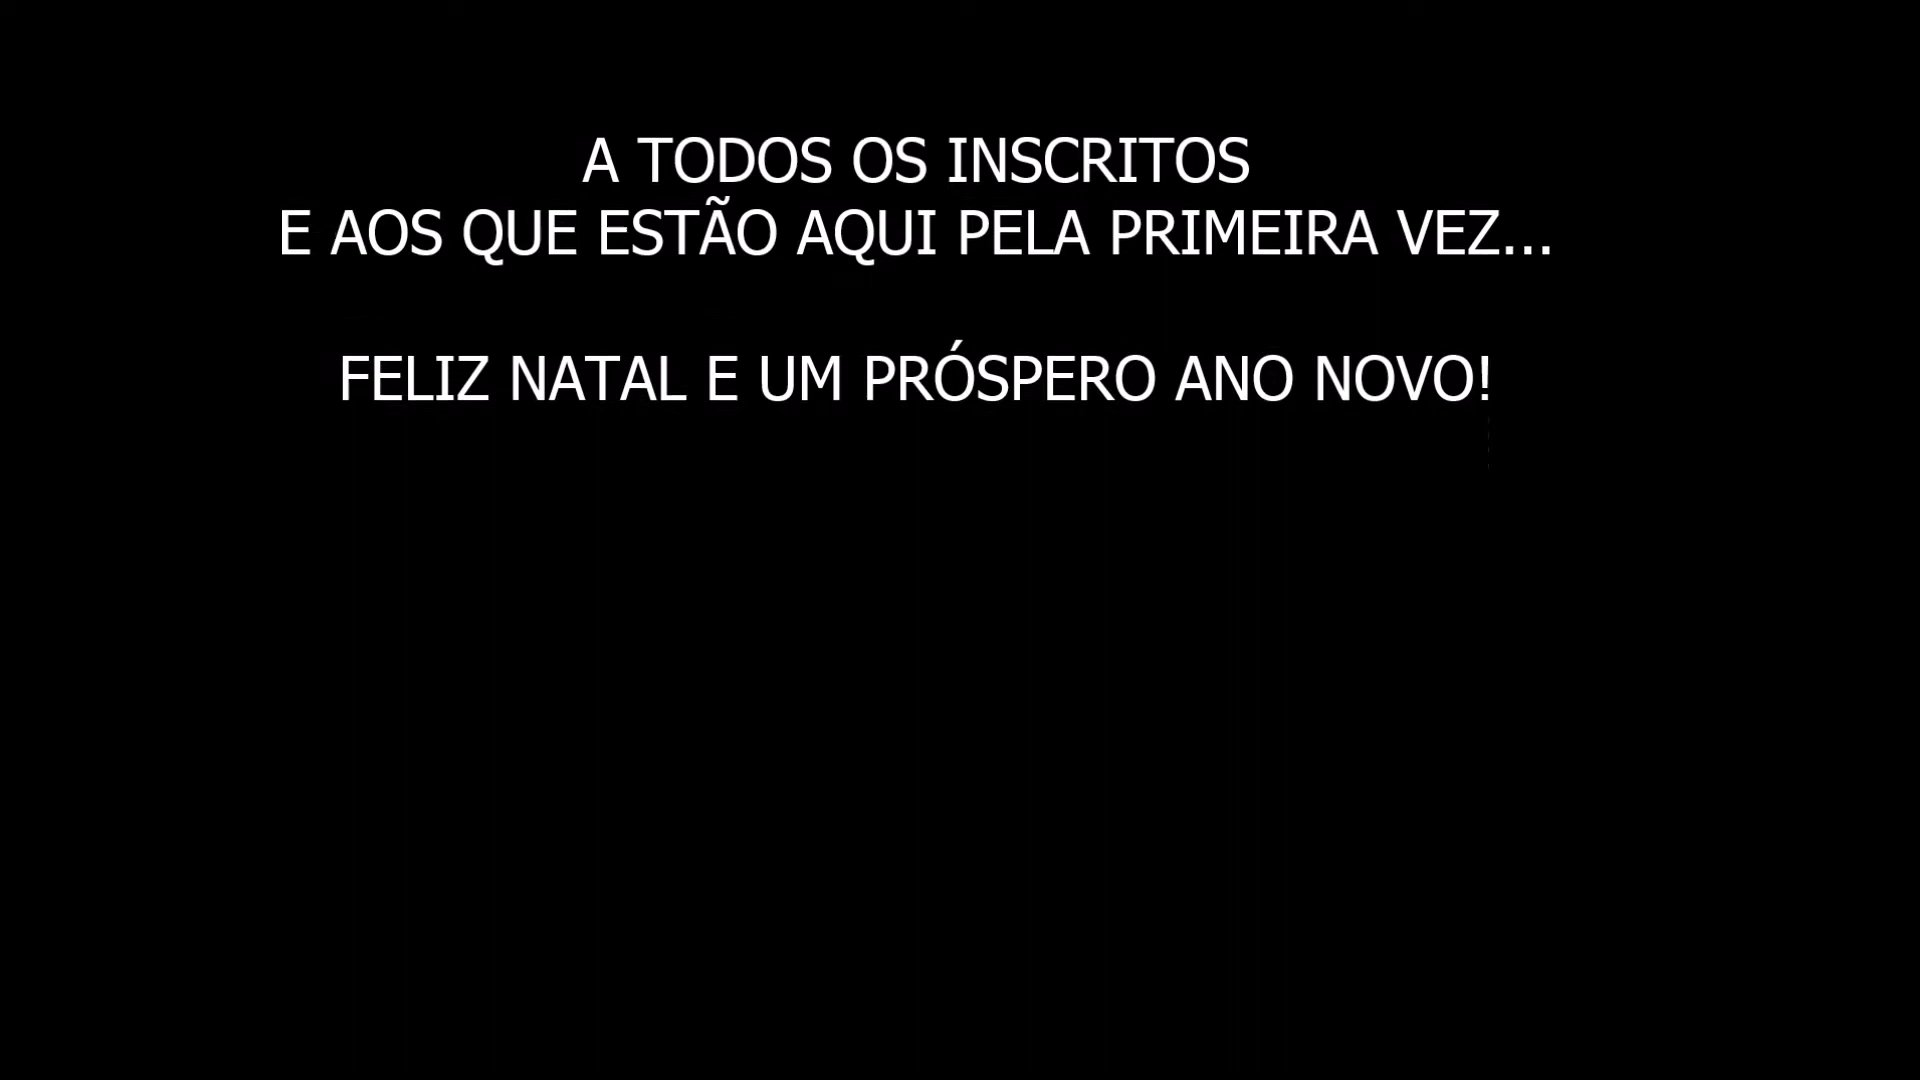 A TODOS OS INSCRITOS
E AOS QUE ESTÃO AQUI PELA PRIMEIRA VEZ...
FELIZ NATAL E UM PRÓSPERO ANO NOVO!